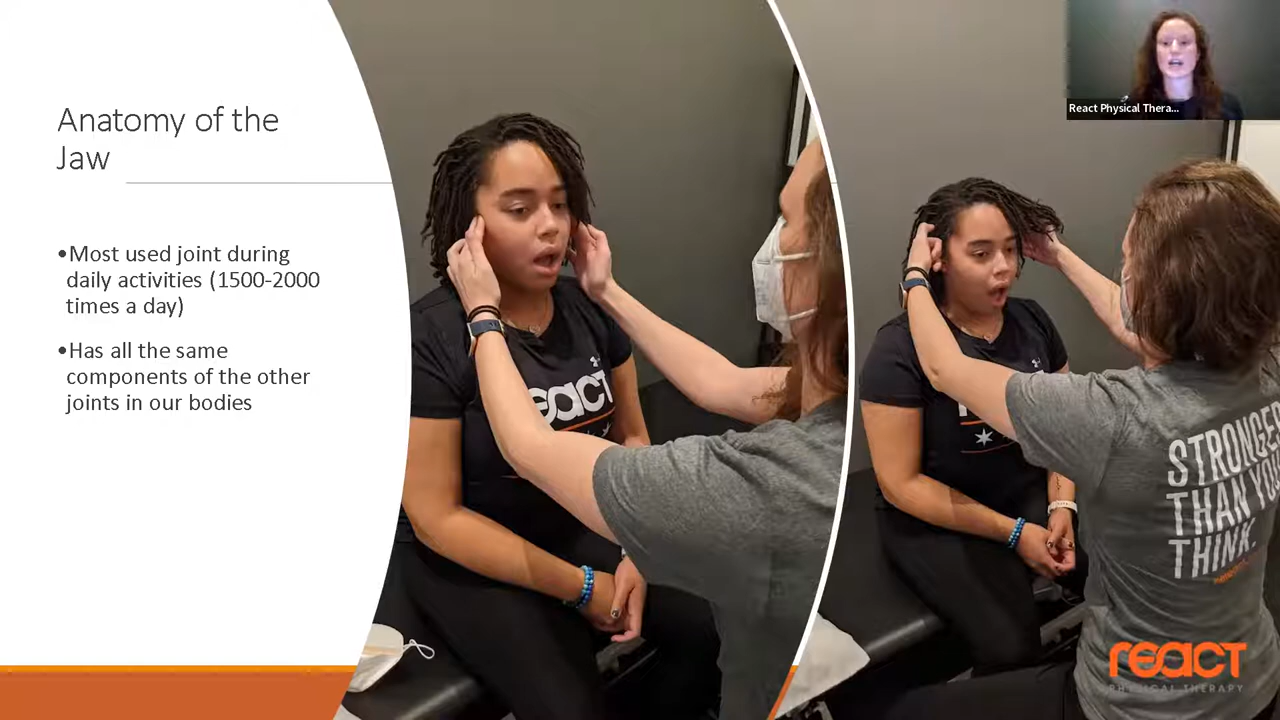 Anatomy of the
Jaw
•Most used joint during
daily activities (1500-2000
times a day)
•Has all the same
components of the other
joints in our bodies
React Physical Thera...
react
STRONGER
THAN YOU
THINK.
react
PHYSICAL THERAPY